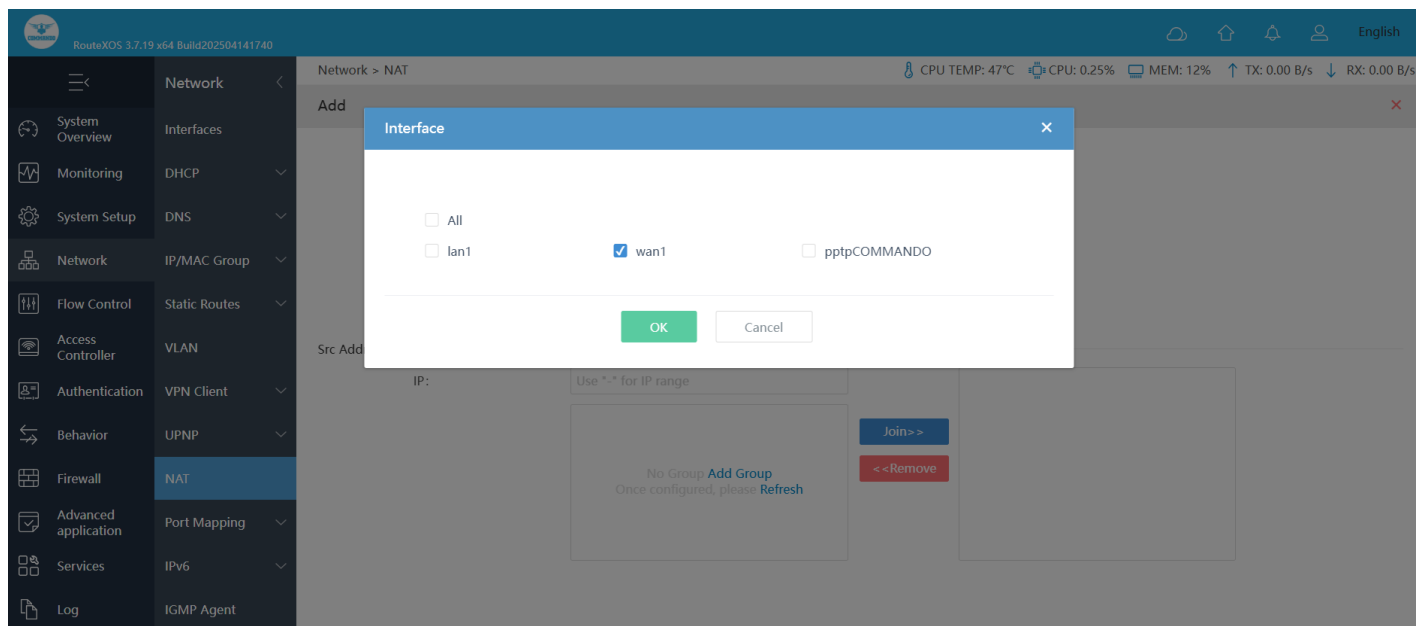 RouteXOS 3.7.19 x64 Build202504141740
English
Network
Network > NAT
CPU TEMP: 47℃
CPU: 0.25%
MEM: 12%
TX: 0.00 B/s
RX: 0.00 B/s
Add
Interface
System Overview
Interfaces
Monitoring
DHCP
All
System Setup
DNS
lan1
wan1
pptpCOMMANDO
Network
IP/MAC Group
Flow Control
Static Routes
OK
Cancel
Access Controller
VLAN
Src Add
IP:
Use "-" for IP range
Authentication
VPN Client
Behavior
UPNP
Join>>
Firewall
NAT
No Group Add Group
<<Remove
Once configured, please Refresh
Advanced application
Port Mapping
Services
IPv6
Log
IGMP Agent